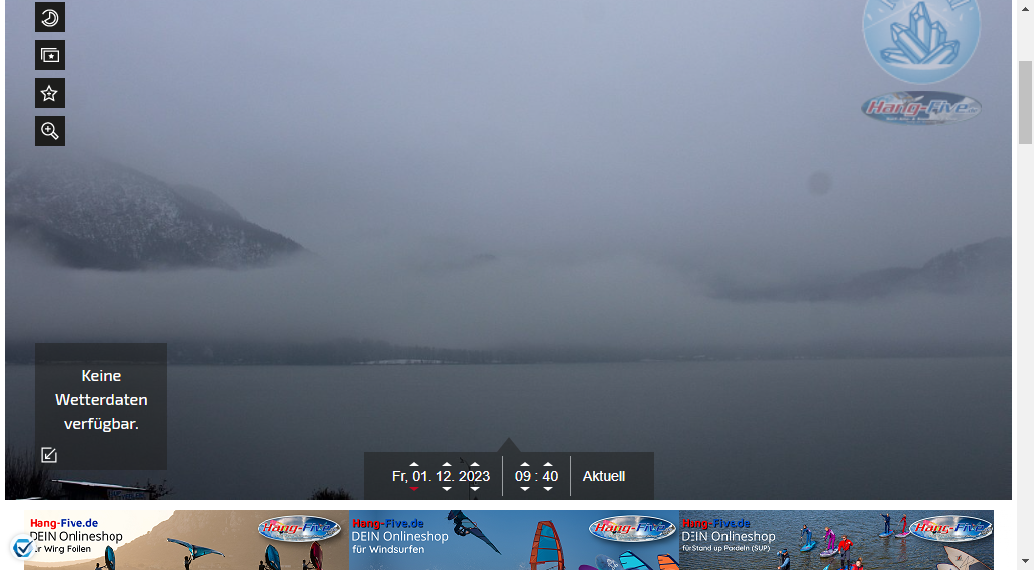 Hang-Five.de
Keine
Wetterdaten
verfügbar.
Fr, 01. 12. 2023
09 : 40
Aktuell
Hang-Five.de
DEIN Onlineshop
für Wing Foilen
Hang-Five
Hang-Five.de
DEIN Onlineshop
für Windsurfen
Hang-Five
Hang-Five.de
DEIN Onlineshop
für Stand up Paddeln (SUP)
Hang-Five